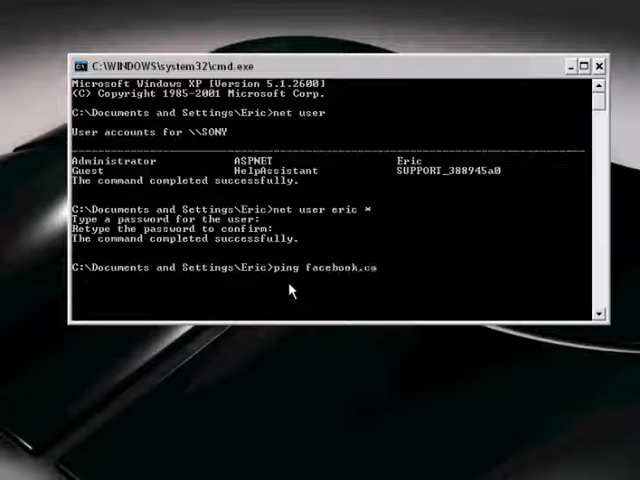 C:\WINDOWS\system32\cmd.exe
Microsoft Windows XP [Version 5.1.2600]
(C) Copyright 1985-2001 Microsoft Corp.
C:\Documents and Settings\Eric>net user
User accounts for \\SONY
-------------------------------------------------------------------------------
Administrator ASPNET Eric
Guest HelpAssistant SUPPORT_388945a0
The command completed successfully.
C:\Documents and Settings\Eric>net user eric *
Type a password for the user:
Retype the password to confirm:
The command completed successfully.
C:\Documents and Settings\Eric>ping facebook.co